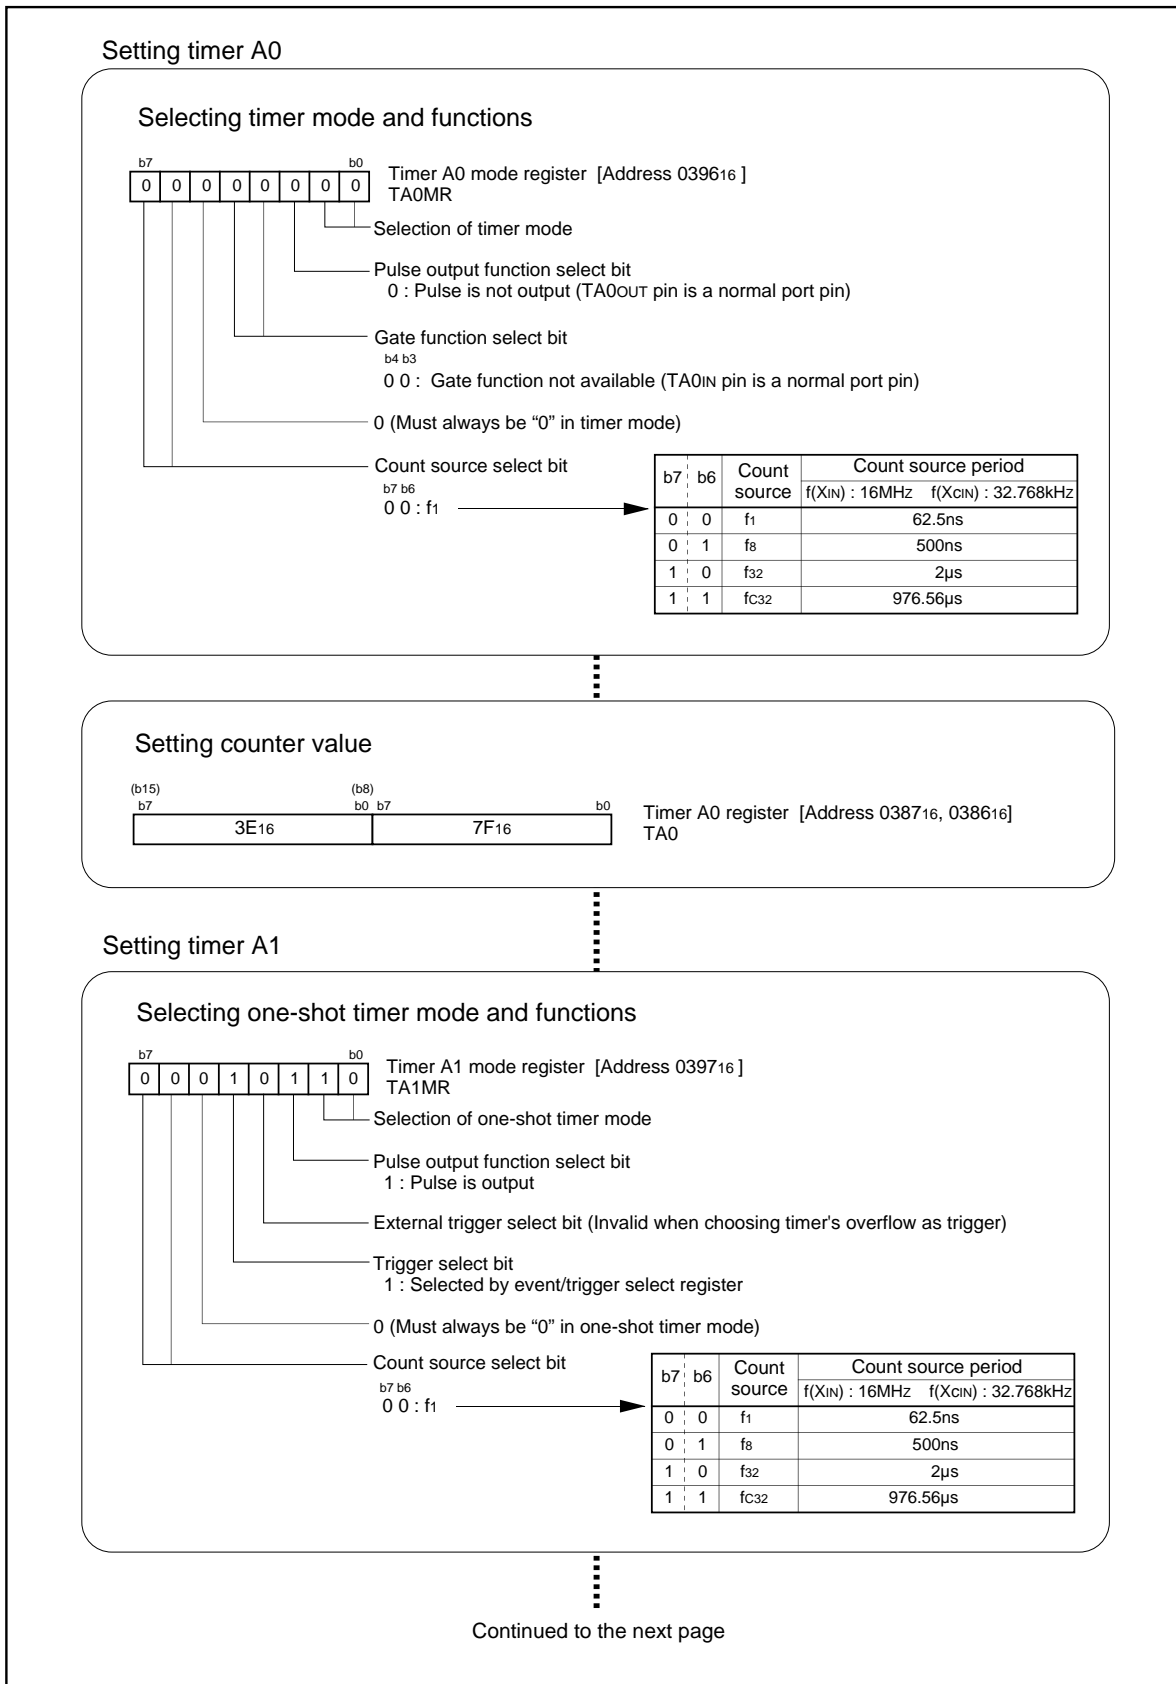 Setting timer A0
Selecting timer mode and functions
b7 b0
0 0 0 0 0 0 0 0
Timer A0 mode register [Address 039616 ]
TA0MR
Selection of timer mode
Pulse output function select bit
0 : Pulse is not output (TA0OUT pin is a normal port pin)
Gate function select bit
b4 b3
0 0 : Gate function not available (TA0IN pin is a normal port pin)
0 (Must always be “0” in timer mode)
Count source select bit
b7 b6
0 0 : f1
b7 b6 Count source Count source period
f(XIN) : 16MHz f(XCIN) : 32.768kHz
0 0 f1 62.5ns
0 1 f8 500ns
1 0 f32 2µs
1 1 fC32 976.56µs
Setting counter value
(b15) (b8)
b7 b0 b7 b0
3E16 7F16
Timer A0 register [Address 038716, 038616]
TA0
Setting timer A1
Selecting one-shot timer mode and functions
b7 b0
0 0 0 1 0 1 1 0
Timer A1 mode register [Address 039716 ]
TA1MR
Selection of one-shot timer mode
Pulse output function select bit
1 : Pulse is output
External trigger select bit (Invalid when choosing timer's overflow as trigger)
Trigger select bit
1 : Selected by event/trigger select register
0 (Must always be “0” in one-shot timer mode)
Count source select bit
b7 b6
0 0 : f1
b7 b6 Count source Count source period
f(XIN) : 16MHz f(XCIN) : 32.768kHz
0 0 f1 62.5ns
0 1 f8 500ns
1 0 f32 2µs
1 1 fC32 976.56µs
Continued to the next page